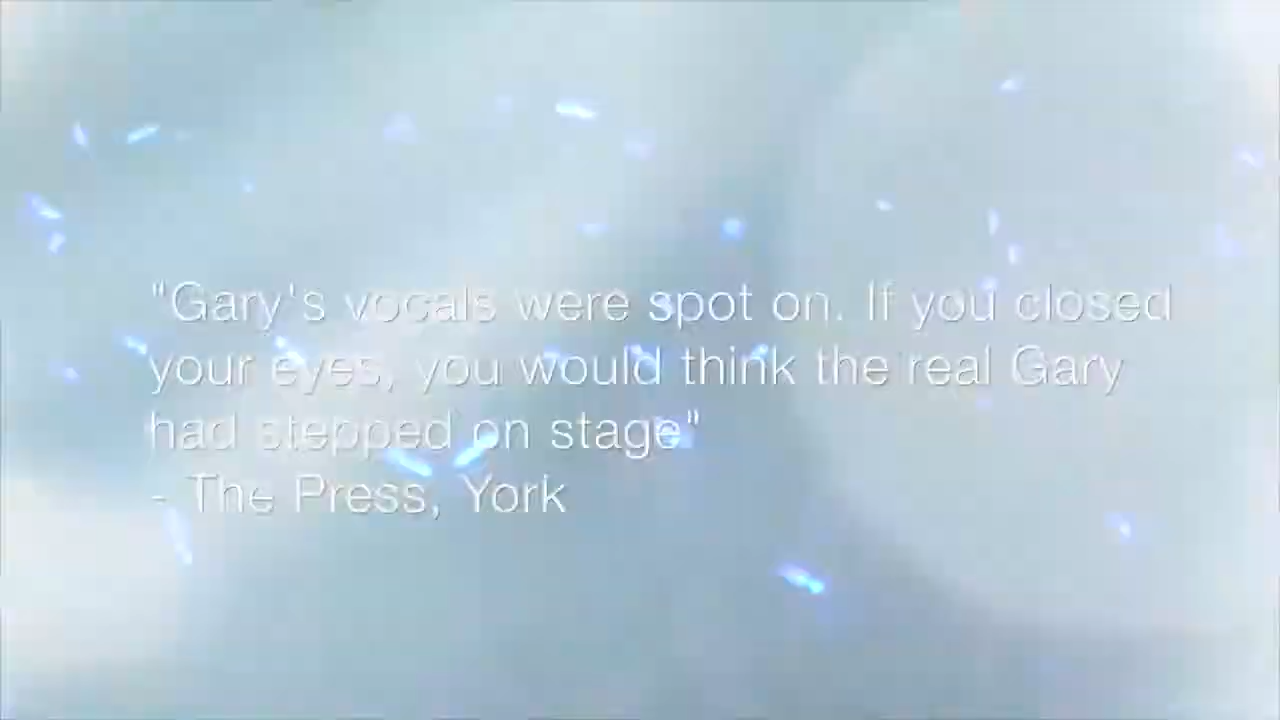 "Gary's vocals were spot on. If you closed
your eyes, you would think the real Gary
had stepped on stage"
- The Press, York